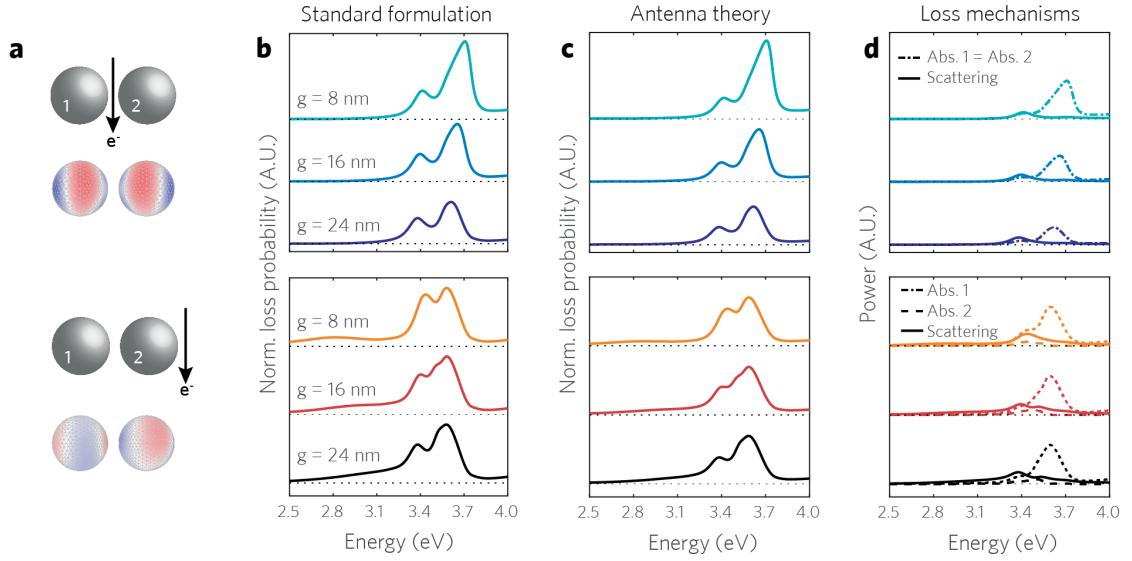 Standard formulation
Antenna theory
Loss mechanisms
a
b
c
d
1
2
e-
1
2
e-
Norm. loss probability (A.U.)
g = 8 nm
g = 16 nm
g = 24 nm
g = 8 nm
g = 16 nm
g = 24 nm
2.5 3.1 3.4 3.7 4.0
Energy (eV)
Norm. loss probability (A.U.)
2.5 3.1 3.4 3.7 4.0
Energy (eV)
Power (A.U.)
Abs. 1 = Abs. 2
Scattering
Abs. 1
Abs. 2
Scattering
2.5 2.8 3.1 3.4 3.7 4.0
Energy (eV)